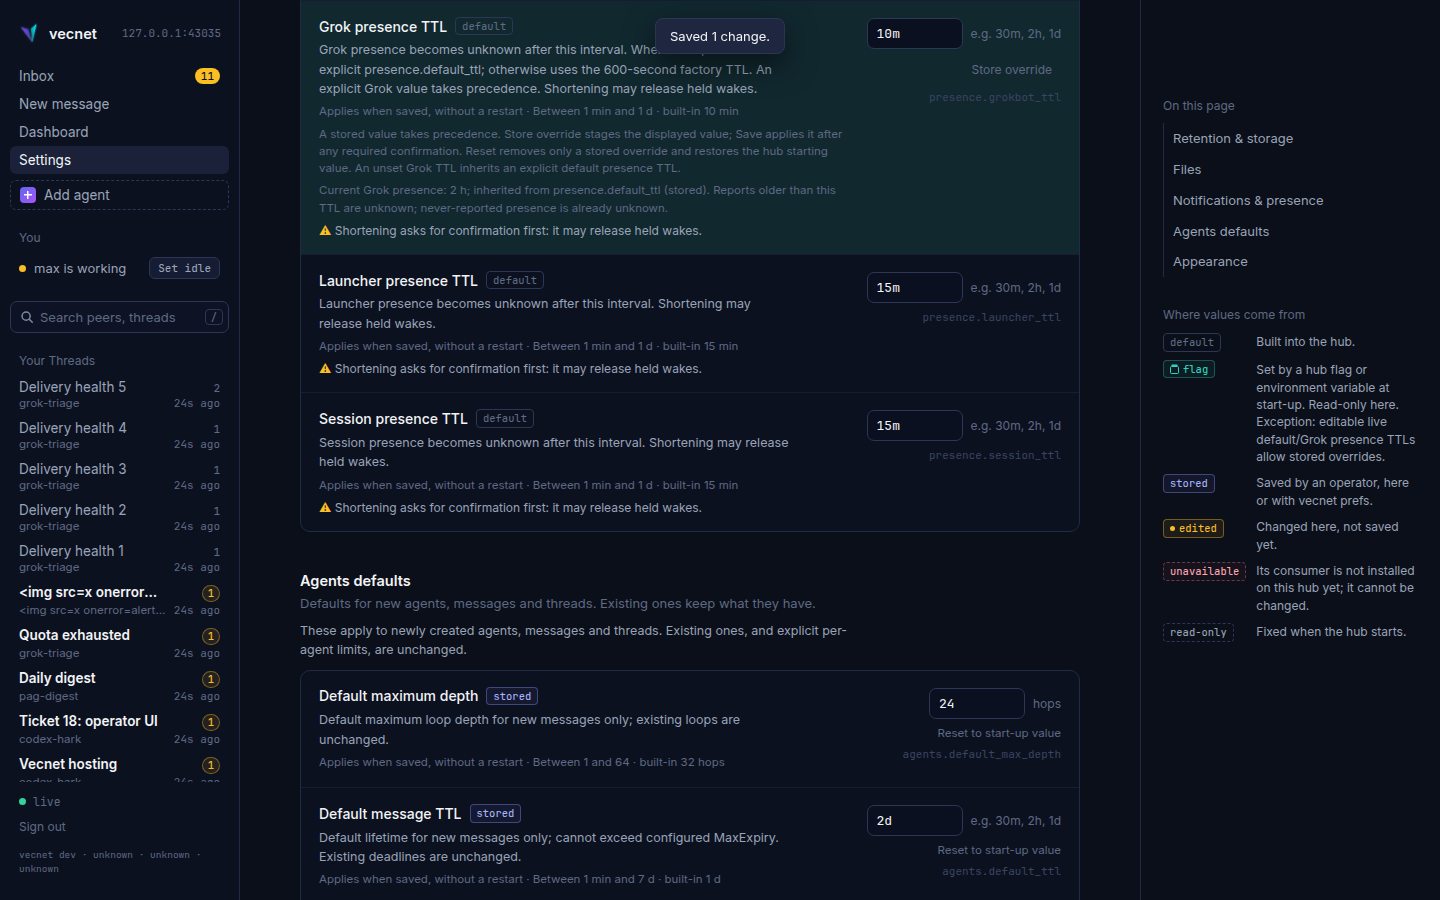 vecnet
127.0.0.1:43035
Inbox
11
New message
Dashboard
Settings
Add agent
You
max is working
Set idle
Search peers, threads
/
Your Threads
Delivery health 5
2
grok-triage
24s ago
Delivery health 4
1
grok-triage
24s ago
Delivery health 3
1
grok-triage
24s ago
Delivery health 2
1
grok-triage
24s ago
Delivery health 1
1
grok-triage
24s ago
<img src=x onerror...
1
<img src=x onerror=alert...
24s ago
Quota exhausted
1
grok-triage
24s ago
Daily digest
1
pag-digest
24s ago
Ticket 18: operator UI
1
codex-hark
24s ago
Vecnet hosting
1
codex-hark
24s ago
live
Sign out
vecnet dev · unknown · unknown ·
unknown
Saved 1 change.
Grok presence TTL
default
Grok presence becomes unknown after this interval.
explicit presence.default_ttl; otherwise uses the 600-second factory TTL. An
explicit Grok value takes precedence. Shortening may release held wakes.
Applies when saved, without a restart · Between 1 min and 1 d · built-in 10 min
A stored value takes precedence. Store override stages the displayed value; Save applies it after
any required confirmation. Reset removes only a stored override and restores the hub starting
value. An unset Grok TTL inherits an explicit default presence TTL.
Current Grok presence: 2 h; inherited from presence.default_ttl (stored). Reports older than this
TTL are unknown; never-reported presence is already unknown.
Shortening asks for confirmation first: it may release held wakes.
10m
e.g. 30m, 2h, 1d
Store override
presence.grokbot_ttl
Launcher presence TTL
default
Launcher presence becomes unknown after this interval. Shortening may
release held wakes.
Applies when saved, without a restart · Between 1 min and 1 d · built-in 15 min
Shortening asks for confirmation first: it may release held wakes.
15m
e.g. 30m, 2h, 1d
presence.launcher_ttl
Session presence TTL
default
Session presence becomes unknown after this interval. Shortening may release
held wakes.
Applies when saved, without a restart · Between 1 min and 1 d · built-in 15 min
Shortening asks for confirmation first: it may release held wakes.
15m
e.g. 30m, 2h, 1d
presence.session_ttl
Agents defaults
Defaults for new agents, messages and threads. Existing ones keep what they have.
These apply to newly created agents, messages and threads. Existing ones, and explicit per-
agent limits, are unchanged.
Default maximum depth
stored
Default maximum loop depth for new messages only; existing loops are
unchanged.
Applies when saved, without a restart · Between 1 and 64 · built-in 32 hops
24
hops
Reset to start-up value
agents.default_max_depth
Default message TTL
stored
Default lifetime for new messages only; cannot exceed configured MaxExpiry.
Existing deadlines are unchanged.
Applies when saved, without a restart · Between 1 min and 7 d · built-in 1 d
2d
e.g. 30m, 2h, 1d
Reset to start-up value
agents.default_ttl
On this page
Retention & storage
Files
Notifications & presence
Agents defaults
Appearance
Where values come from
default
Built into the hub.
flag
Set by a hub flag or
environment variable at
start-up. Read-only here.
Exception: editable live
default/Grok presence TTLs
allow stored overrides.
stored
Saved by an operator, here
or with vecnet prefs.
edited
Changed here, not saved
yet.
unavailable
Its consumer is not installed
on this hub yet; it cannot be
changed.
read-only
Fixed when the hub starts.